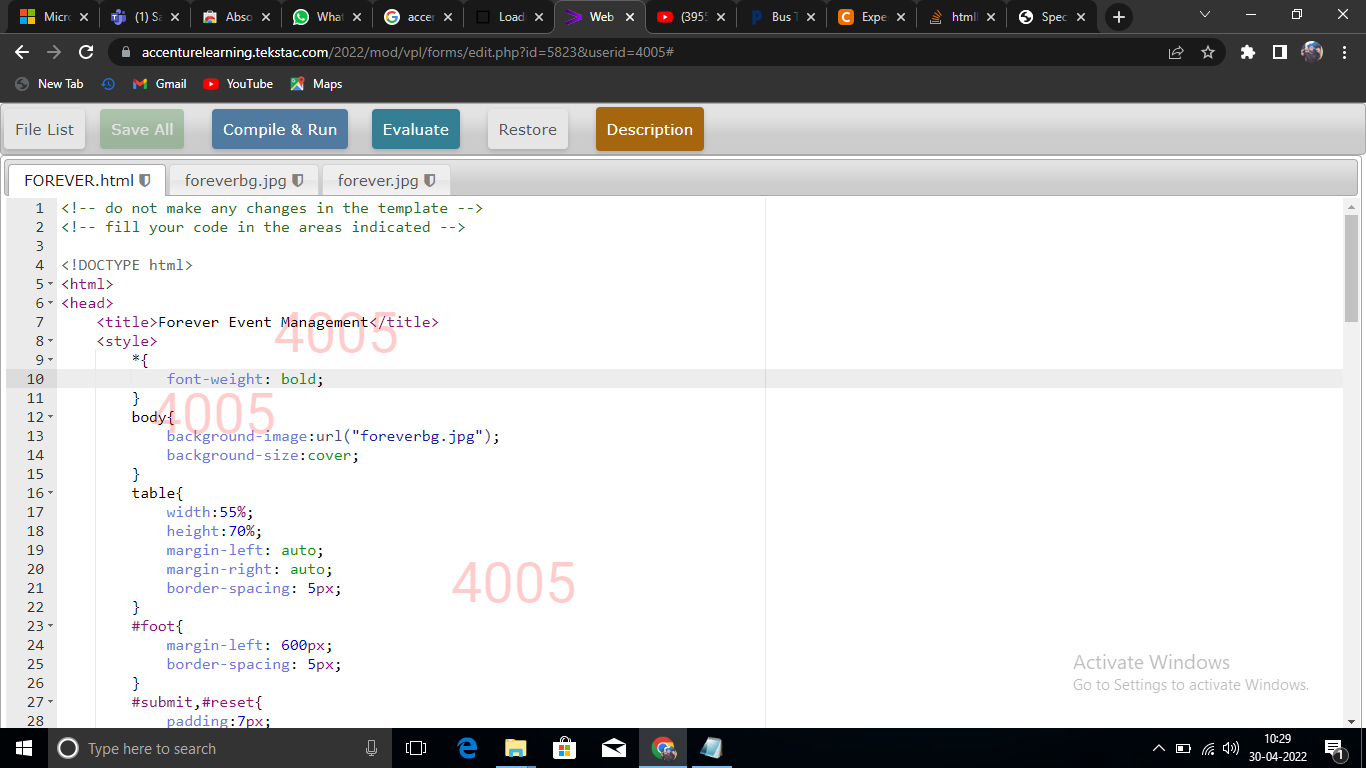 Micro
(1) Sa
Abso
What
accer
Loadi
Web
(3955
Bus T
Expe
html
Spec
accenturelearning.tekstac.com/2022/mod/vpl/forms/edit.php?id=5823&userid=4005#
New Tab
Gmail
YouTube
Maps
File List
Save All
Compile & Run
Evaluate
Restore
Description
FOREVER.html
foreverbg.jpg
forever.jpg
1 <!-- do not make any changes in the template -->
2 <!-- fill your code in the areas indicated -->
3
4 <!DOCTYPE html>
5 <html>
6 <head>
7 <title>Forever Event Management</title>
4005
8 <style>
9 *{
10 font-weight: bold;
11 }
4005
12 body{
13 background-image:url("foreverbg.jpg");
14 background-size:cover;
15 }
16 table{
17 width:55%;
18 height:70%;
19 margin-left: auto;
20 margin-right: auto;
21 border-spacing: 5px;
4005
22 }
23 #foot{
24 margin-left: 600px;
25 border-spacing: 5px;
26 }
27 #submit,#reset{
28 padding:7px;
Activate Windows
Go to Settings to activate Windows.
Type here to search
10:29
30-04-2022
1